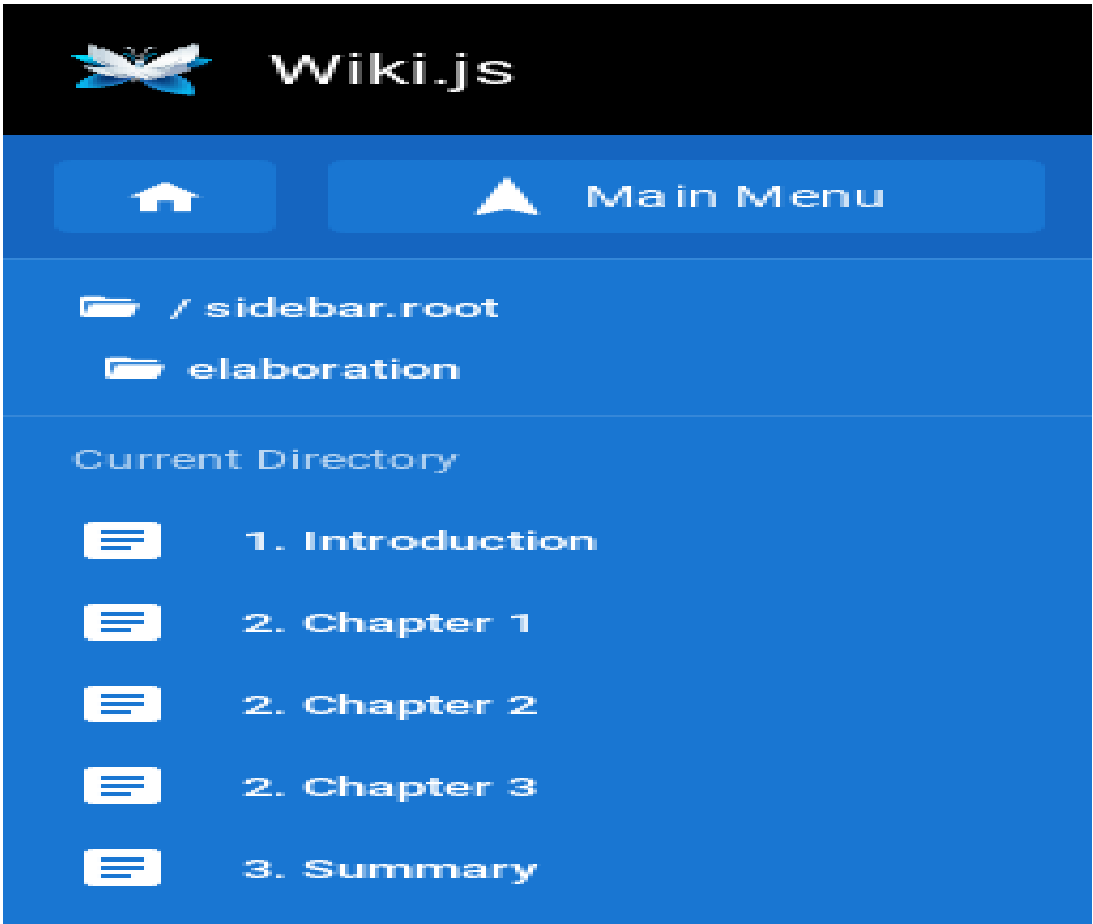 Wiki.js
Main Menu
/ sidebar.root
elaboration
Current Directory
1. Introduction
2. Chapter 1
2. Chapter 2
2. Chapter 3
3. Summary